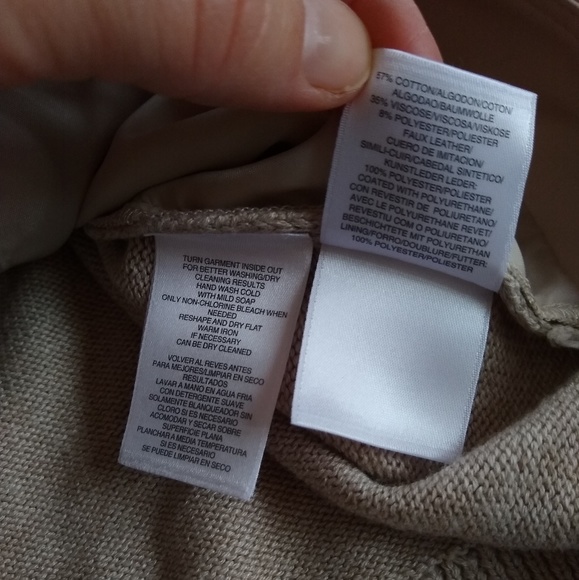 57% COTTON/ALGODON/COTON/
ALGODAO/BAUMWOLLE
35% VISCOSE/VISCOSA/VISKOSE
8% POLYESTER/POLIESTER
FAUX LEATHER/
CUERO DE IMITACION/
SIMILI-CUIR/CABEDAL SINTETICO/
KUNSTLEDER LEDER:
100% POLYESTER/POLIESTER
COATED WITH POLYURETHANE/
CON REVESTIR DE POLIURETANO/
AVEC LE POLYURETHANE REVET/
REVESTIU COM O POLIURETANO/
BESHICHTETE MIT POLYURETHAN
LINING/FORRO/DOUBLURE/FUTTER:
100% POLYESTER/POLIESTER
TURN GARMENT INSIDE OUT
FOR BETTER WASHING/DRY
CLEANING RESULTS
HAND WASH COLD
WITH MILD SOAP
ONLY NON-CHLORINE BLEACH WHEN
NEEDED
RESHAPE AND DRY FLAT
WARM IRON
IF NECESSARY
CAN BE DRY CLEANED
VOLVER AL REVES ANTES
PARA MEJORES/LIMPIAR EN SECO
RESULTADOS
LAVAR A MANO EN AGUA FRIA
CON DETERGENTE SUAVE
SOLAMENTE BLANQUEADOR SIN
CLORO SI ES NECESARIO
ACOMODAR Y SECAR SOBRE
SUPERFICIE PLANA
PLANCHAR A MEDIA TEMPERATURA
SI ES NECESARIO
SE PUEDE LIMPIAR EN SECO